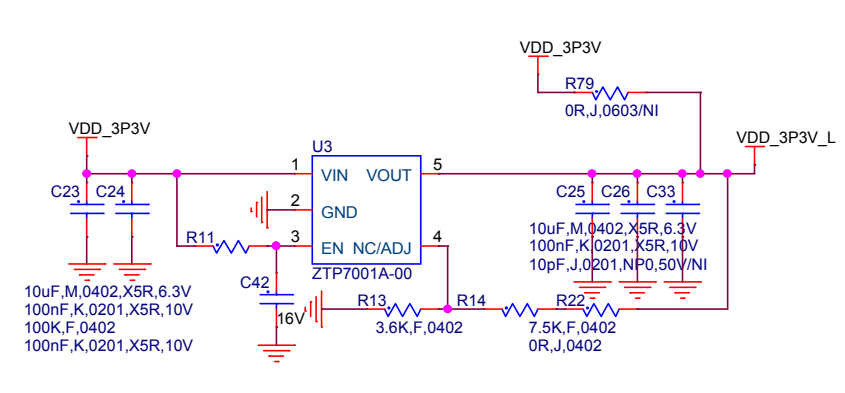 VDD_3P3V
R79
0R,J,0603/NI
VDD_3P3V
VDD_3P3V_L
U3
1 VIN VOUT 5
2 GND
3 EN NC/ADJ 4
ZTP7001A-00
C23 C24
R11
C25 C26 C33
10uF,M,0402,X5R,6.3V
100nF,K,0201,X5R,10V
10pF,J,0201,NP0,50V/NI
C42
16V
10uF,M,0402,X5R,6.3V
100nF,K,0201,X5R,10V
100K,F,0402
100nF,K,0201,X5R,10V
R13 R14 R22
3.6K,F,0402
7.5K,F,0402
0R,J,0402